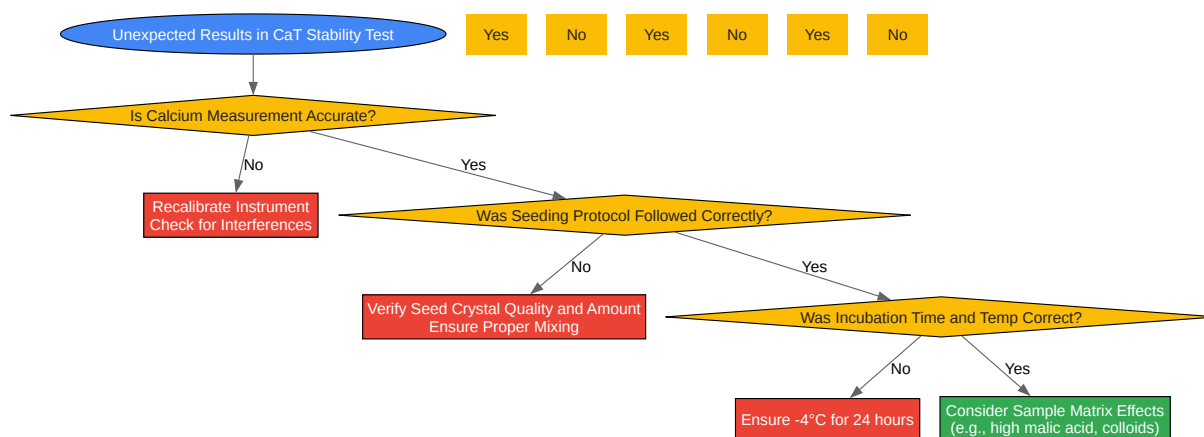 Unexpected Results in CaT Stability Test
Yes
No
Yes
No
Yes
No
Is Calcium Measurement Accurate?
No
Yes
Recalibrate Instrument
Check for Interferences
Was Seeding Protocol Followed Correctly?
No
Yes
Verify Seed Crystal Quality and Amount
Ensure Proper Mixing
Was Incubation Time and Temp Correct?
No
Yes
Ensure -4°C for 24 hours
Consider Sample Matrix Effects
(e.g., high malic acid, colloids)